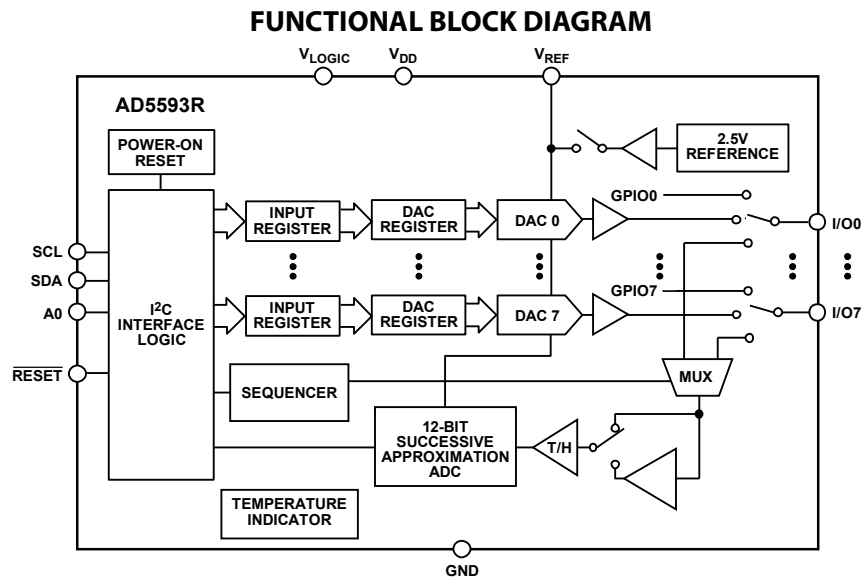 FUNCTIONAL BLOCK DIAGRAM
VLOGIC
VDD
VREF
AD5593R
POWER-ON
RESET
2.5V
REFERENCE
GPIO0
INPUT
REGISTER
DAC
REGISTER
DAC 0
I/O0
SCL
SDA
A0
RESET
I2C
INTERFACE
LOGIC
GPIO7
INPUT
REGISTER
DAC
REGISTER
DAC 7
I/O7
SEQUENCER
MUX
12-BIT
SUCCESSIVE
APPROXIMATION
ADC
T/H
TEMPERATURE
INDICATOR
GND